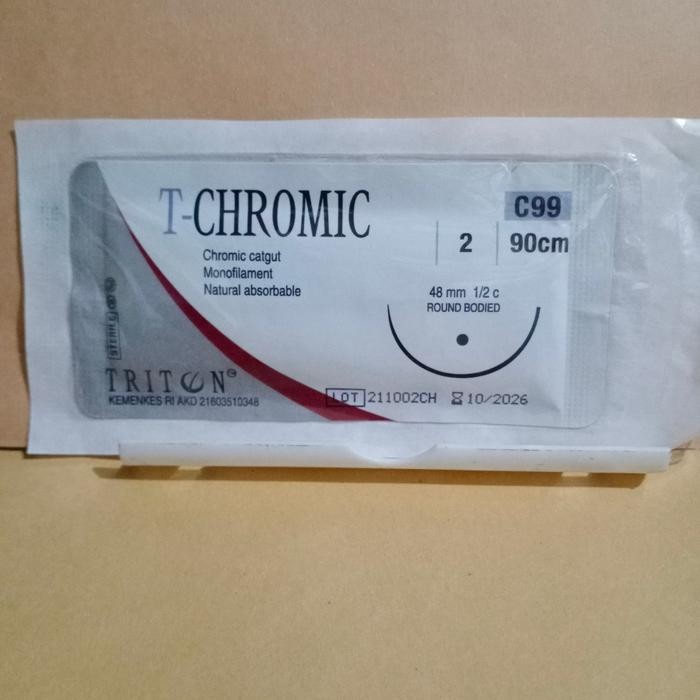 T-CHROMIC
Chromic catgut
Monofilament
Natural absorbable
C99
2
90cm
48 mm 1/2 c
ROUND BODIED
STERILE
TRITON
KEMENKES RI AKD 21603510348
LOT 211002CH 10/2026